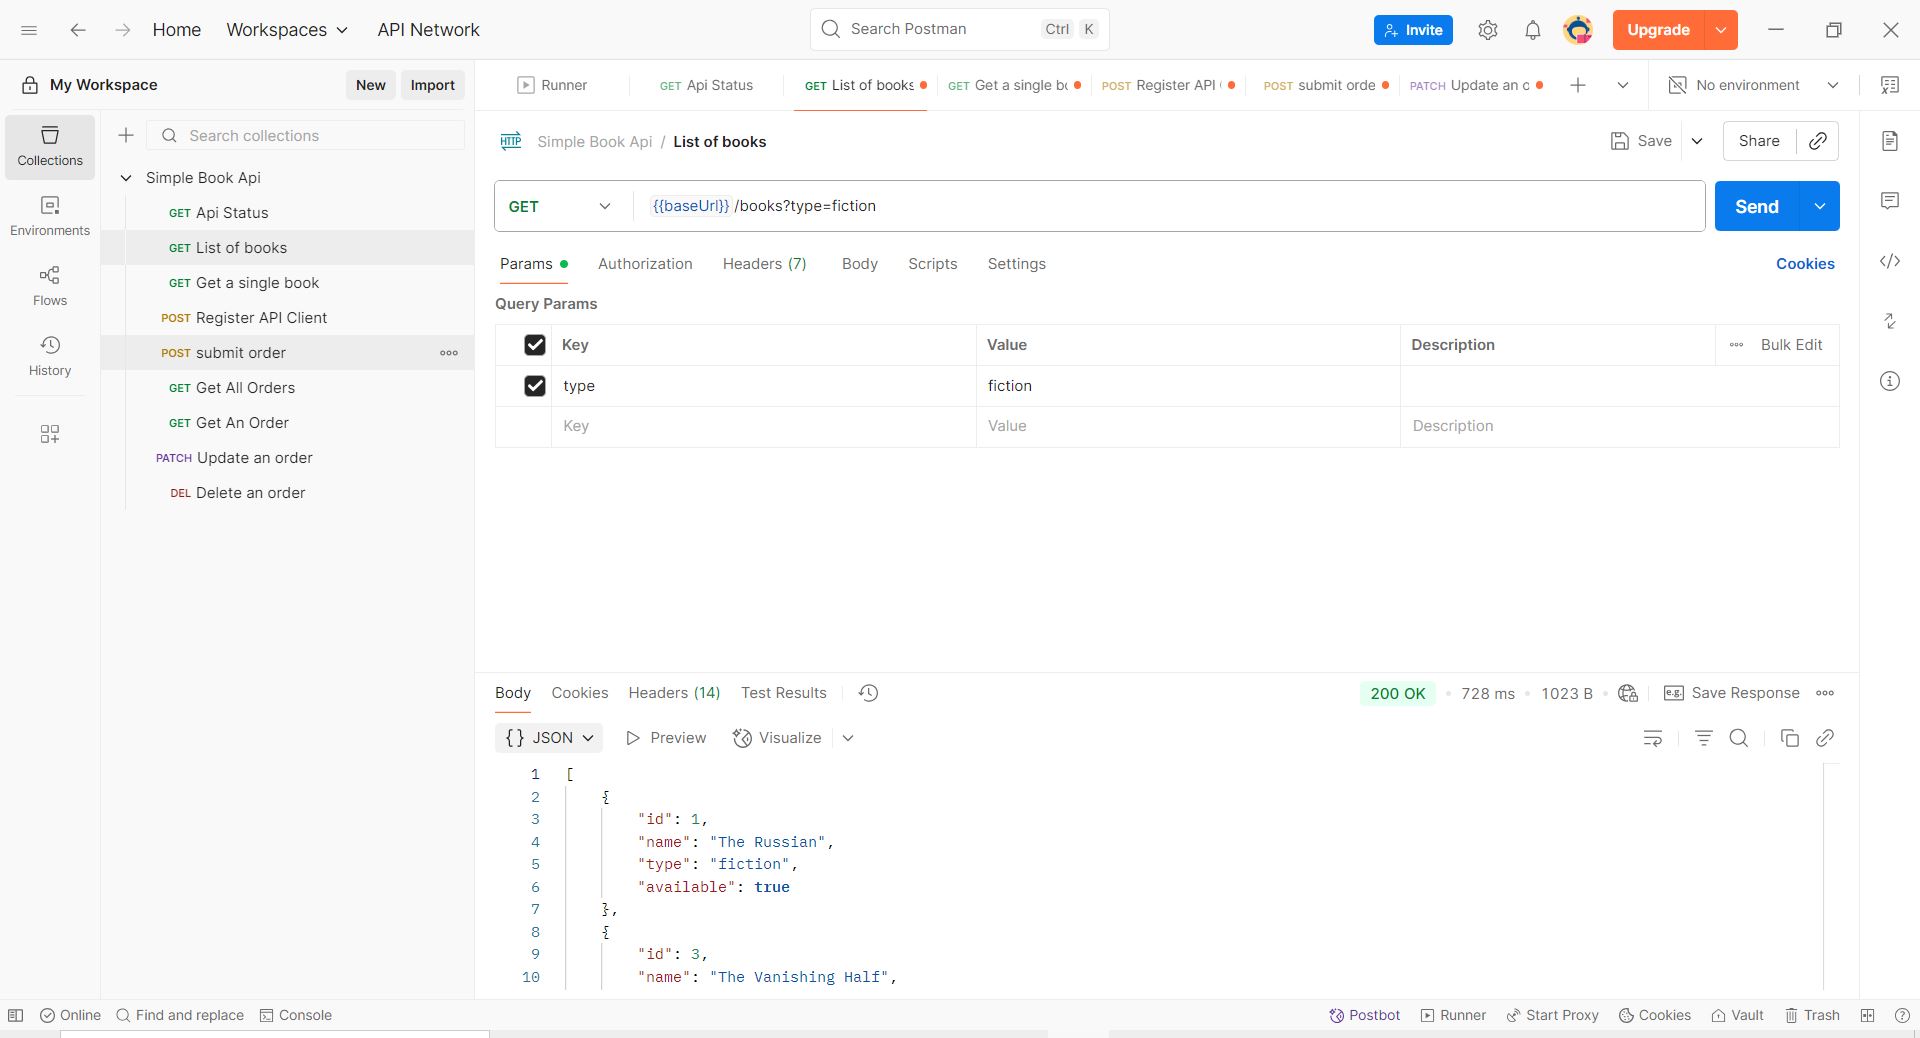 Home Workspaces API Network Search Postman Ctrl K Invite Upgrade
My Workspace New Import
Runner GET Api Status GET List of books GET Get a single bo POST Register API POST submit orde PATCH Update an o No environment
Collections
Environments
Flows
History
Search collections
Simple Book Api
GET Api Status
GET List of books
GET Get a single book
POST Register API Client
POST submit order
GET Get All Orders
GET Get An Order
PATCH Update an order
DEL Delete an order
HTTP Simple Book Api / List of books Save Share
GET {{baseUrl}}/books?type=fiction Send
Params Authorization Headers (7) Body Scripts Settings Cookies
Query Params
Key Value Description Bulk Edit
type fiction
Key Value Description
Body Cookies Headers (14) Test Results 200 OK 728 ms 1023 B e.g. Save Response
{} JSON Preview Visualize
1 [
2 {
3 "id": 1,
4 "name": "The Russian",
5 "type": "fiction",
6 "available": true
7 },
8 {
9 "id": 3,
10 "name": "The Vanishing Half",
Online Find and replace Console Postbot Runner Start Proxy Cookies Vault Trash